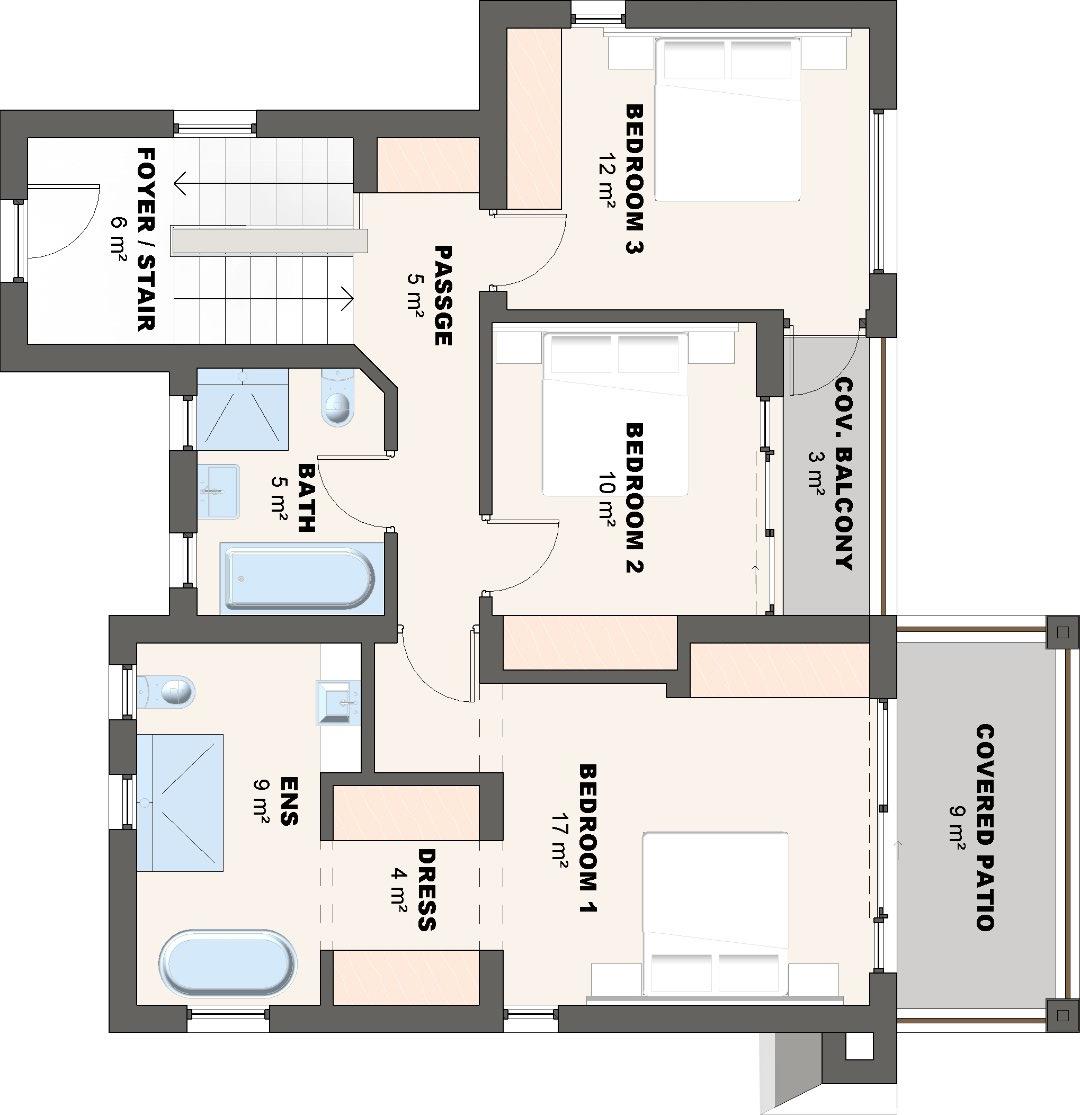 BEDROOM 3
12 m²
FOYER / STAIR
6 m²
PASSGE
5 m²
COV. BALCONY
3 m²
BEDROOM 2
10 m²
BATH
5 m²
COVERED PATIO
9 m²
BEDROOM 1
17 m²
ENS
9 m²
DRESS
4 m²